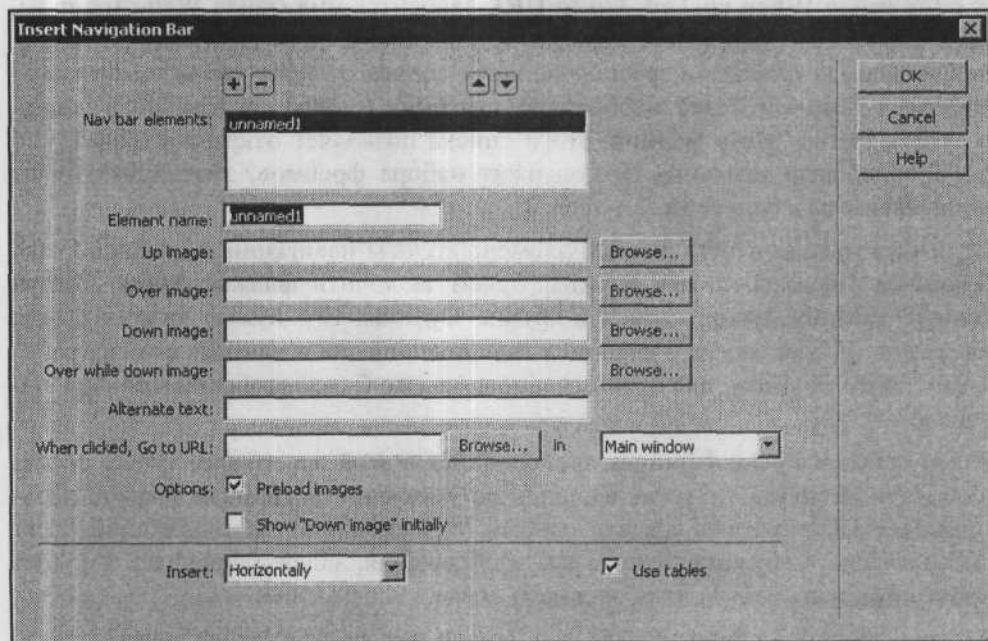 Insert Navigation Bar
OK
Nav bar elements: unnamed1
Cancel
Help
Element name: unnamed1
Up image: Browse...
Over image: Browse...
Down image: Browse...
Over while down image: Browse...
Alternate text:
When clicked, Go to URL: Browse... in Main window
Options: Preload images
Show "Down image" initially
Insert: Horizontally Use tables